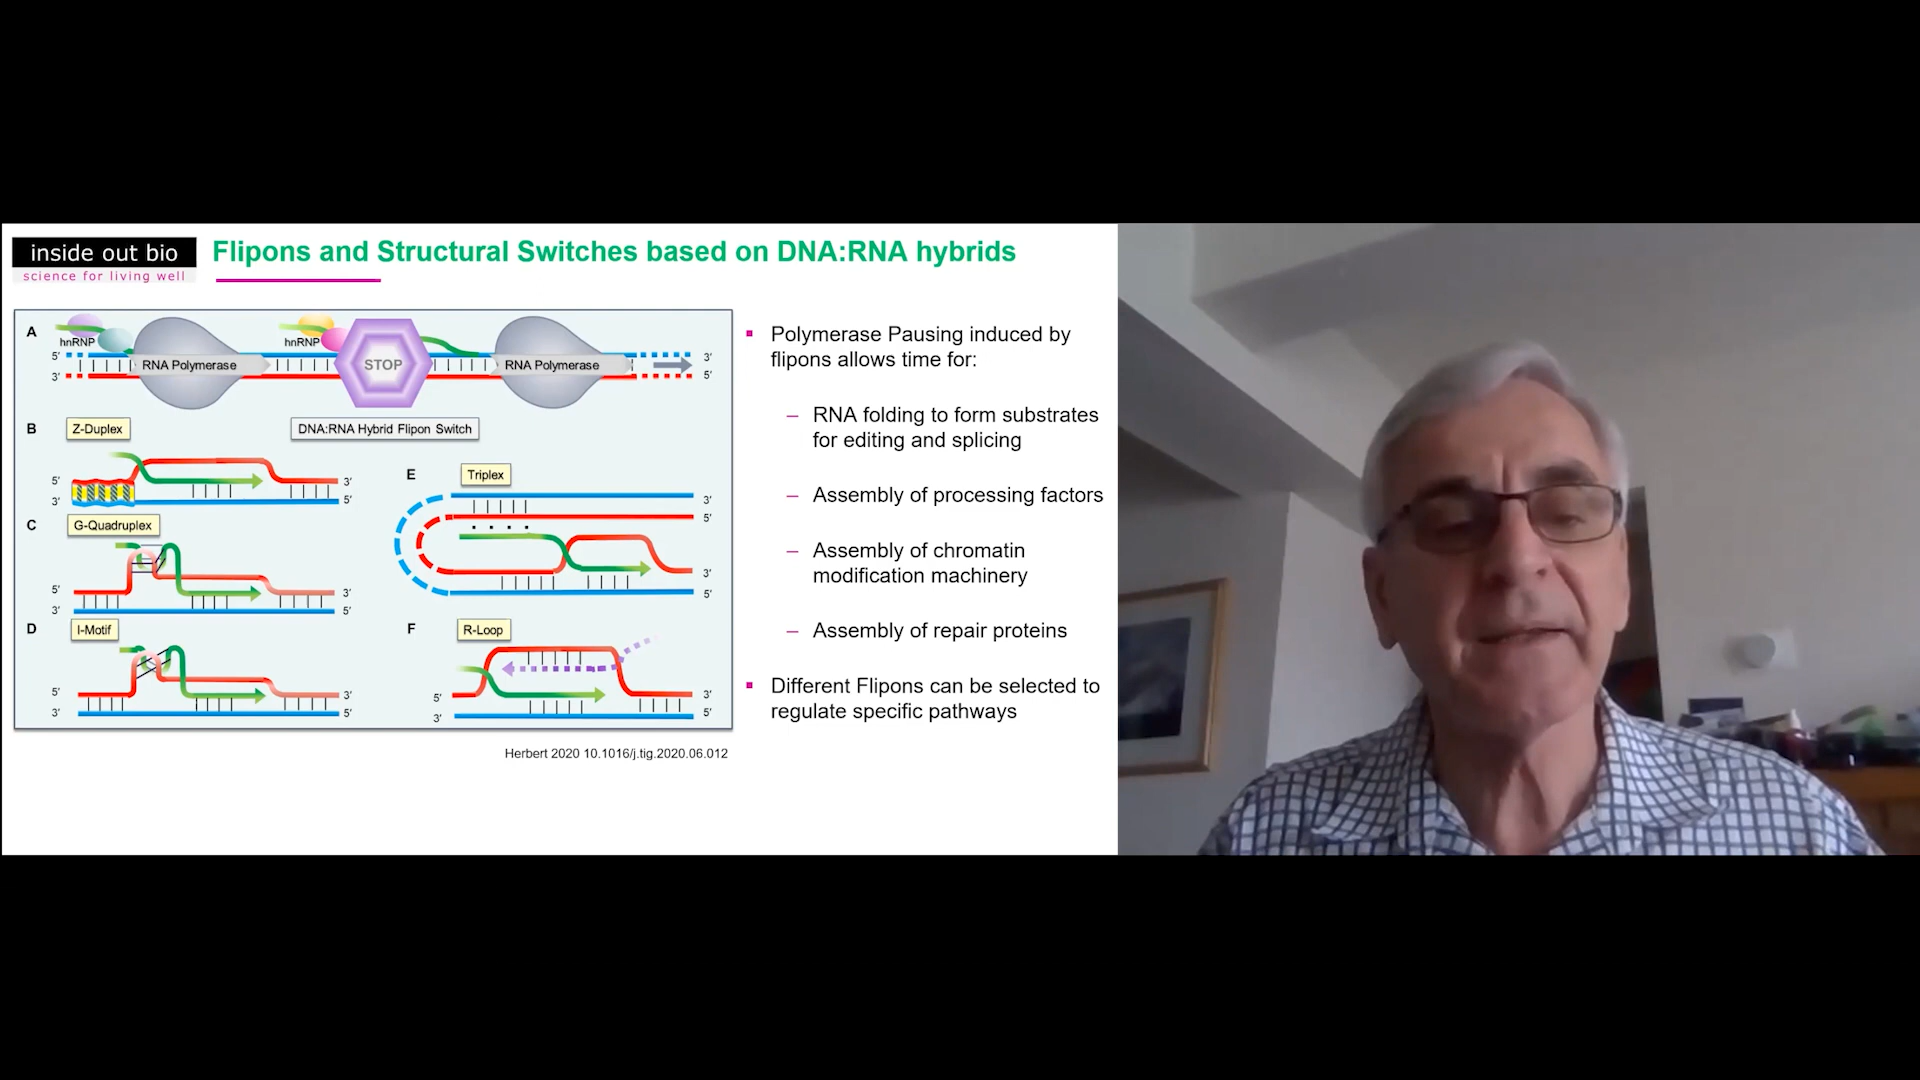 inside out bio
science for living well
Flipons and Structural Switches based on DNA:RNA hybrids
A
hnRNP
hnRNP
5′
3′
RNA Polymerase
STOP
RNA Polymerase
3′
5′
B
Z-Duplex
DNA:RNA Hybrid Flipon Switch
5′
3′
3′
5′
C
G-Quadruplex
5′
3′
3′
5′
D
I-Motif
5′
3′
3′
5′
E
Triplex
3′
5′
3′
5′
F
R-Loop
5′
3′
3′
5′
Herbert 2020 10.1016/j.tig.2020.06.012
Polymerase Pausing induced by
flipons allows time for:
– RNA folding to form substrates
for editing and splicing
– Assembly of processing factors
– Assembly of chromatin
modification machinery
– Assembly of repair proteins
Different Flipons can be selected to
regulate specific pathways